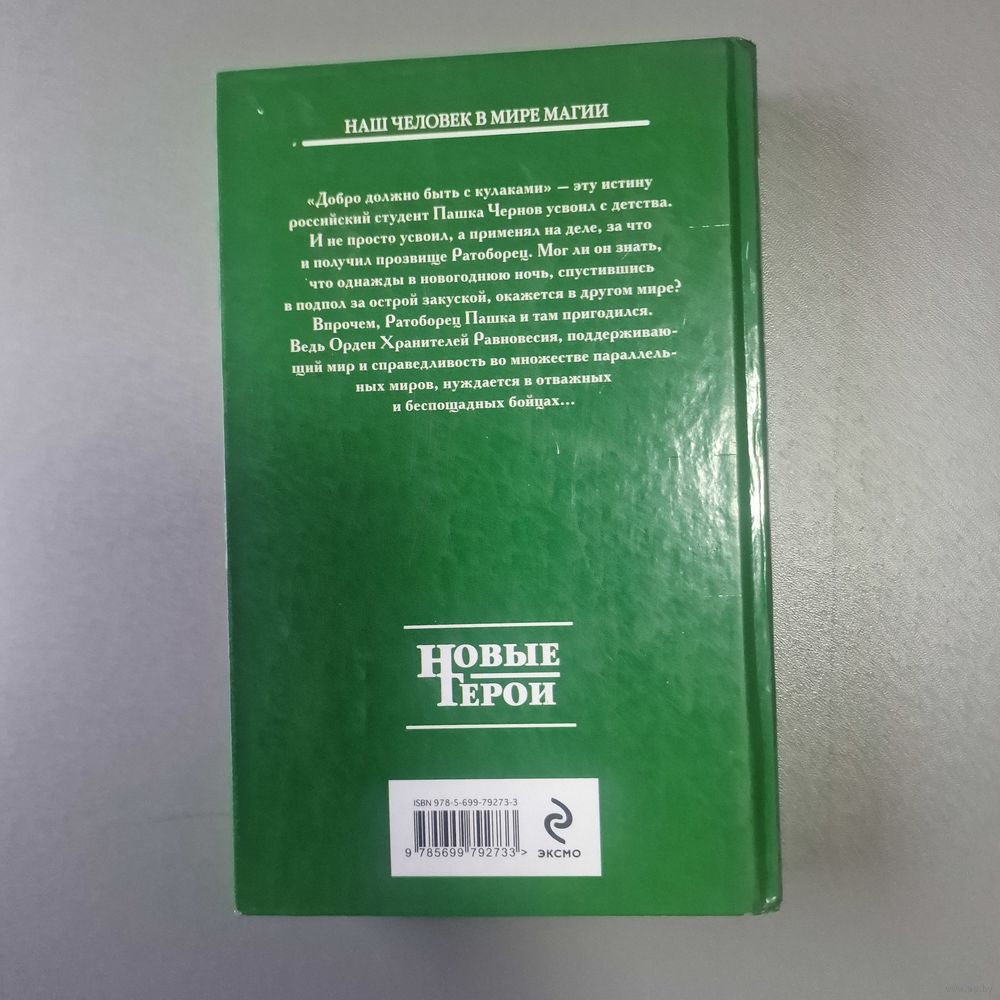 НАШ ЧЕЛОВЕК В МИРЕ МАГИИ
«Добро должно быть с кулаками» – эту истину
российский студент Пашка Чернов усвоил с детства.
И не просто усвоил, а применял на деле, за что
и получил прозвище Ратоборец. Мог ли он знать,
что однажды в новогоднюю ночь, спустившись
в подпол за острой закуской, окажется в другом мире?
Впрочем, Ратоборец Пашка и там пригодился.
Ведь Орден Хранителей Равновесия, поддерживаю-
щий мир и справедливость во множестве параллель-
ных миров, нуждается в отважных
и беспощадных бойцах...
НОВЫЕ
ГЕРОИ
ISBN 978-5-699-79273-3
9 785699 792733 >
ЭКСМО